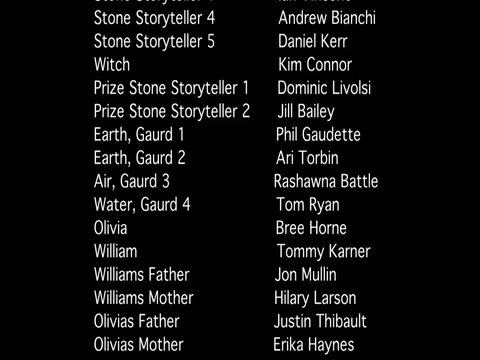 Stone Storyteller 4 Andrew Bianchi
Stone Storyteller 5 Daniel Kerr
Witch Kim Connor
Prize Stone Storyteller 1 Dominic Livolsi
Prize Stone Storyteller 2 Jill Bailey
Earth, Gaurd 1 Phil Gaudette
Earth, Gaurd 2 Ari Torbin
Air, Gaurd 3 Rashawna Battle
Water, Gaurd 4 Tom Ryan
Olivia Bree Horne
William Tommy Karner
Williams Father Jon Mullin
Williams Mother Hilary Larson
Olivias Father Justin Thibault
Olivias Mother Erika Haynes